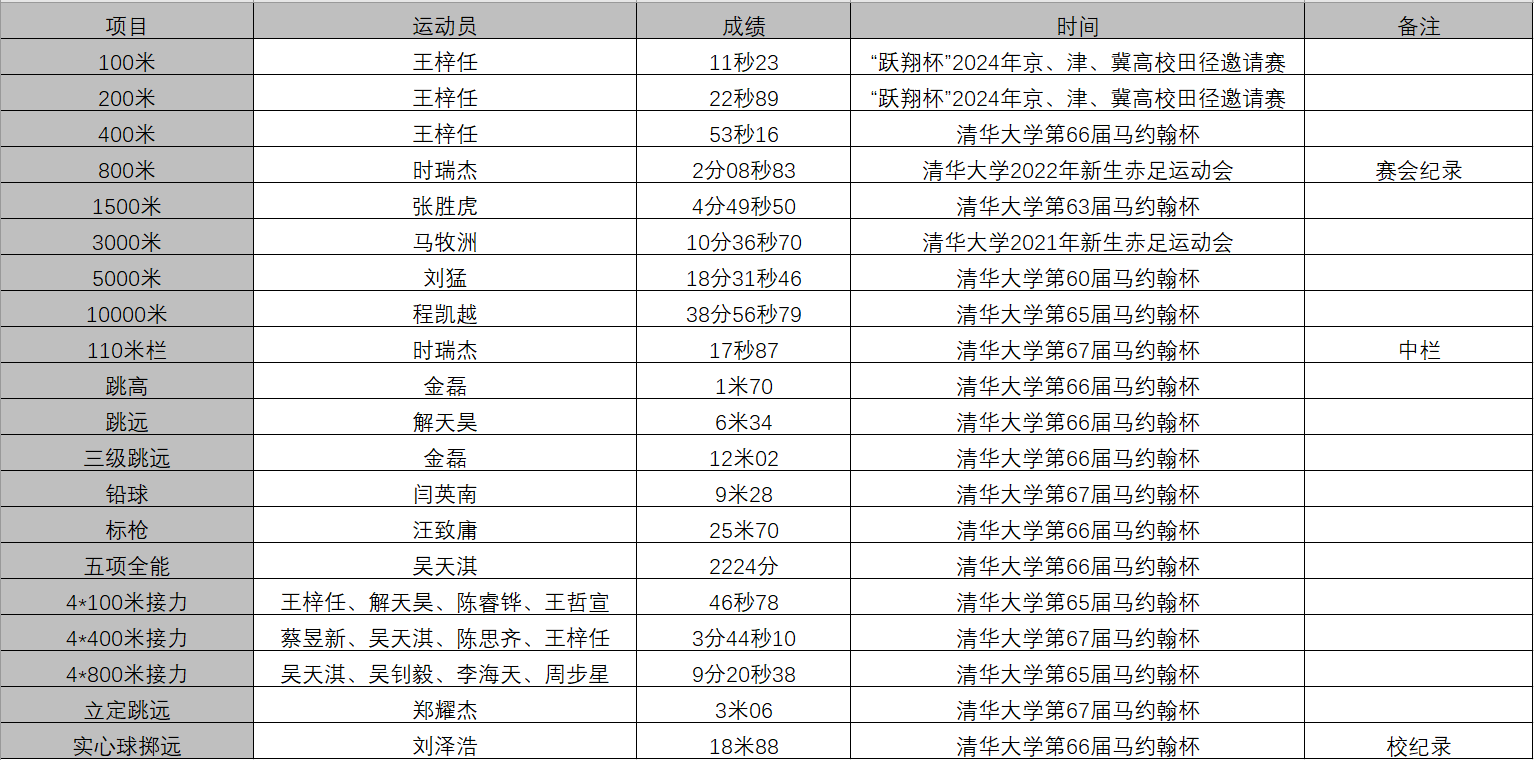 项目 运动员 成绩 时间 备注
100米 王梓任 11秒23 “跃翔杯”2024年京、津、冀高校田径邀请赛
200米 王梓任 22秒89 “跃翔杯”2024年京、津、冀高校田径邀请赛
400米 王梓任 53秒16 清华大学第66届马约翰杯
800米 时瑞杰 2分08秒83 清华大学2022年新生赤足运动会 赛会纪录
1500米 张胜虎 4分49秒50 清华大学第63届马约翰杯
3000米 马牧洲 10分36秒70 清华大学2021年新生赤足运动会
5000米 刘猛 18分31秒46 清华大学第60届马约翰杯
10000米 程凯越 38分56秒79 清华大学第65届马约翰杯
110米栏 时瑞杰 17秒87 清华大学第67届马约翰杯 中栏
跳高 金磊 1米70 清华大学第66届马约翰杯
跳远 解天昊 6米34 清华大学第66届马约翰杯
三级跳远 金磊 12米02 清华大学第66届马约翰杯
铅球 闫英南 9米28 清华大学第67届马约翰杯
标枪 汪致庸 25米70 清华大学第66届马约翰杯
五项全能 吴天淇 2224分 清华大学第66届马约翰杯
4*100米接力 王梓任、解天昊、陈睿铧、王哲宣 46秒78 清华大学第65届马约翰杯
4*400米接力 蔡昱新、吴天淇、陈思齐、王梓任 3分44秒10 清华大学第67届马约翰杯
4*800米接力 吴天淇、吴钊毅、李海天、周步星 9分20秒38 清华大学第65届马约翰杯
立定跳远 郑耀杰 3米06 清华大学第67届马约翰杯
实心球掷远 刘泽浩 18米88 清华大学第66届马约翰杯 校纪录